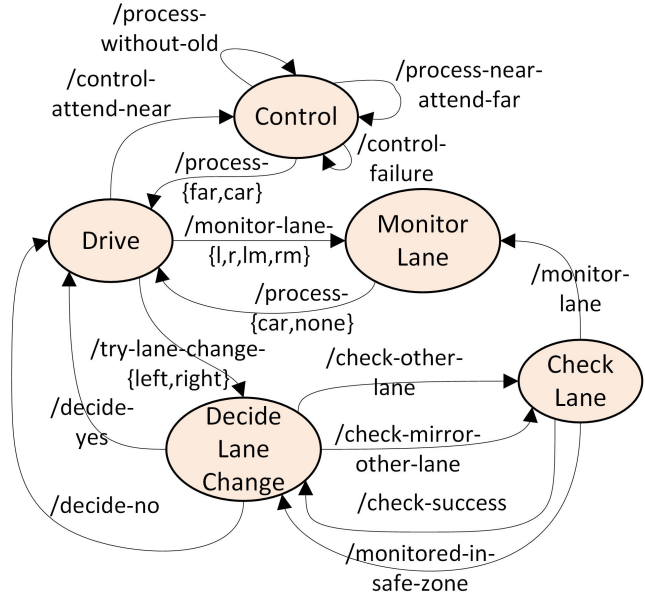 /process-
without-old
/control-
attend-near
/process-near-
attend-far
Control
/control-
failure
/process-
{far,car}
Drive
/monitor-lane-
{l,r,lm,rm}
Monitor
Lane
/process-
{car,none}
/monitor-
lane
/try-lane-change-
{left,right}
/check-other-
lane
Check
Lane
/decide-
yes
Decide
Lane
Change
/check-mirror-
other-lane
/decide-no
/check-success
/monitored-in-
safe-zone